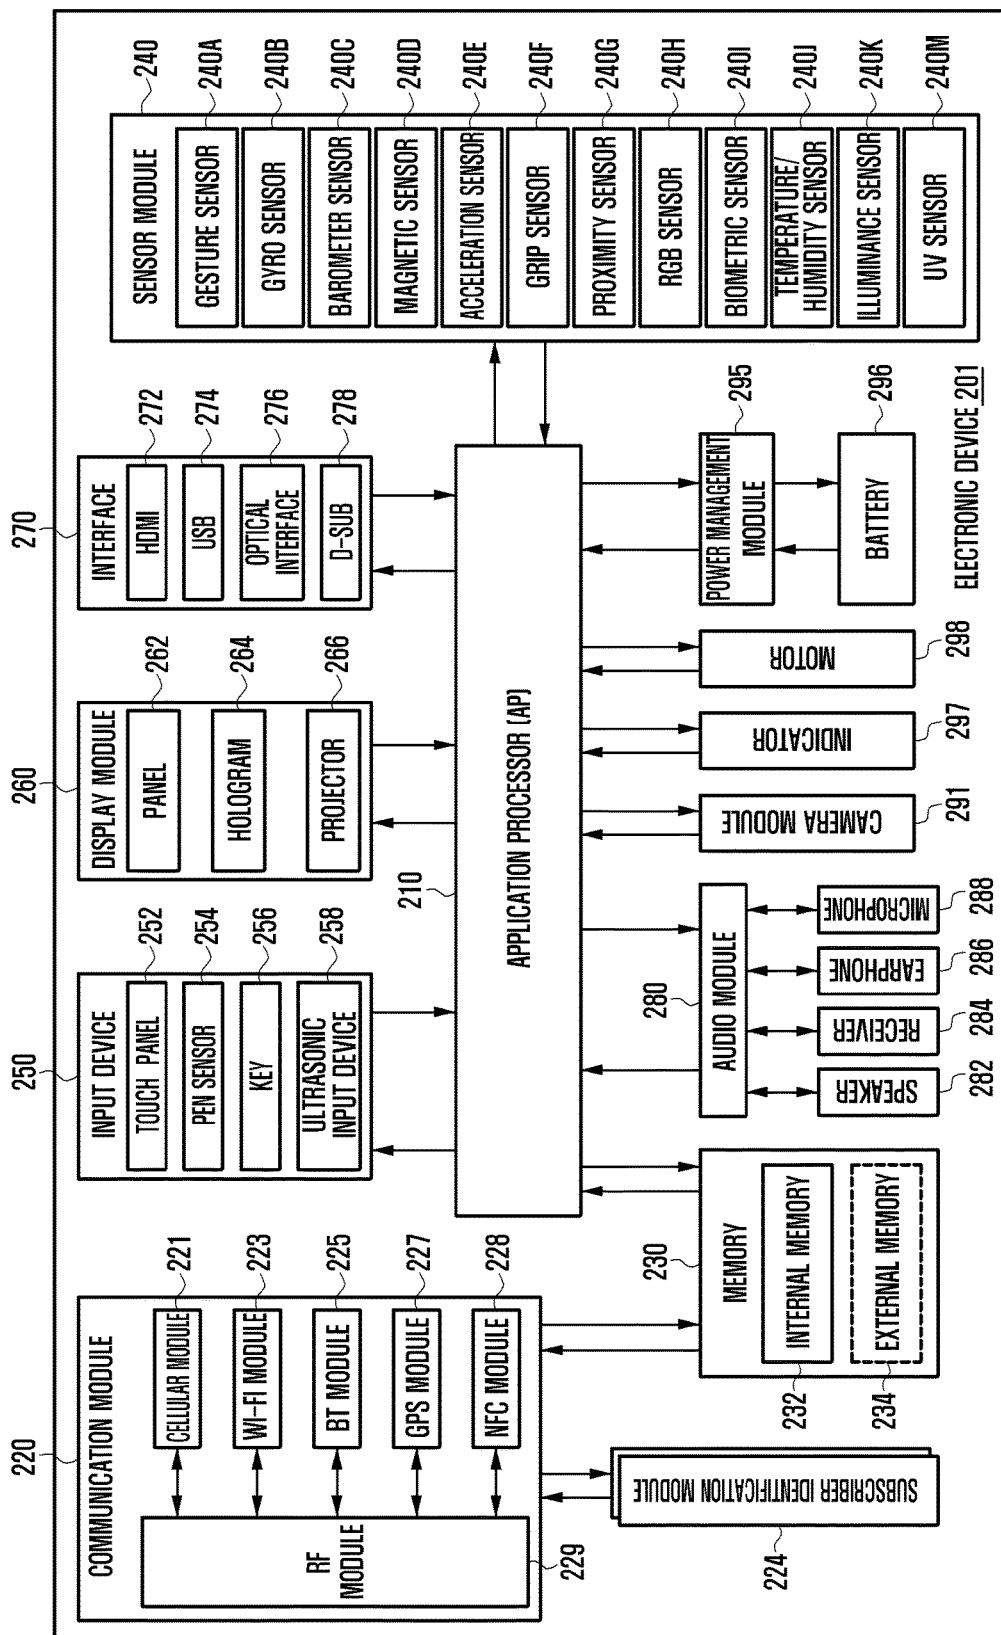 220
COMMUNICATION MODULE
RF
MODULE
229
CELLULAR MODULE
221
WI-FI MODULE
223
BT MODULE
225
GPS MODULE
227
NFC MODULE
228
SUBSCRIBER IDENTIFICATION MODULE
224
250
INPUT DEVICE
TOUCH PANEL
252
PEN SENSOR
254
KEY
256
ULTRASONIC
INPUT DEVICE
258
260
DISPLAY MODULE
PANEL
262
HOLOGRAM
264
PROJECTOR
266
270
INTERFACE
HDMI
272
USB
274
OPTICAL
INTERFACE
276
D-SUB
278
210
APPLICATION PROCESSOR (AP)
SENSOR MODULE
240
GESTURE SENSOR
240A
GYRO SENSOR
240B
BAROMETER SENSOR
240C
MAGNETIC SENSOR
240D
ACCELERATION SENSOR
240E
GRIP SENSOR
240F
PROXIMITY SENSOR
240G
RGB SENSOR
240H
BIOMETRIC SENSOR
240I
TEMPERATURE/
HUMIDITY SENSOR
240J
ILLUMINANCE SENSOR
240K
UV SENSOR
240M
230
MEMORY
INTERNAL MEMORY
232
EXTERNAL MEMORY
234
280
AUDIO MODULE
SPEAKER
282
RECEIVER
284
EARPHONE
286
MICROPHONE
288
CAMERA MODULE
291
INDICATOR
297
MOTOR
298
POWER MANAGEMENT
MODULE
295
BATTERY
296
ELECTRONIC DEVICE 201